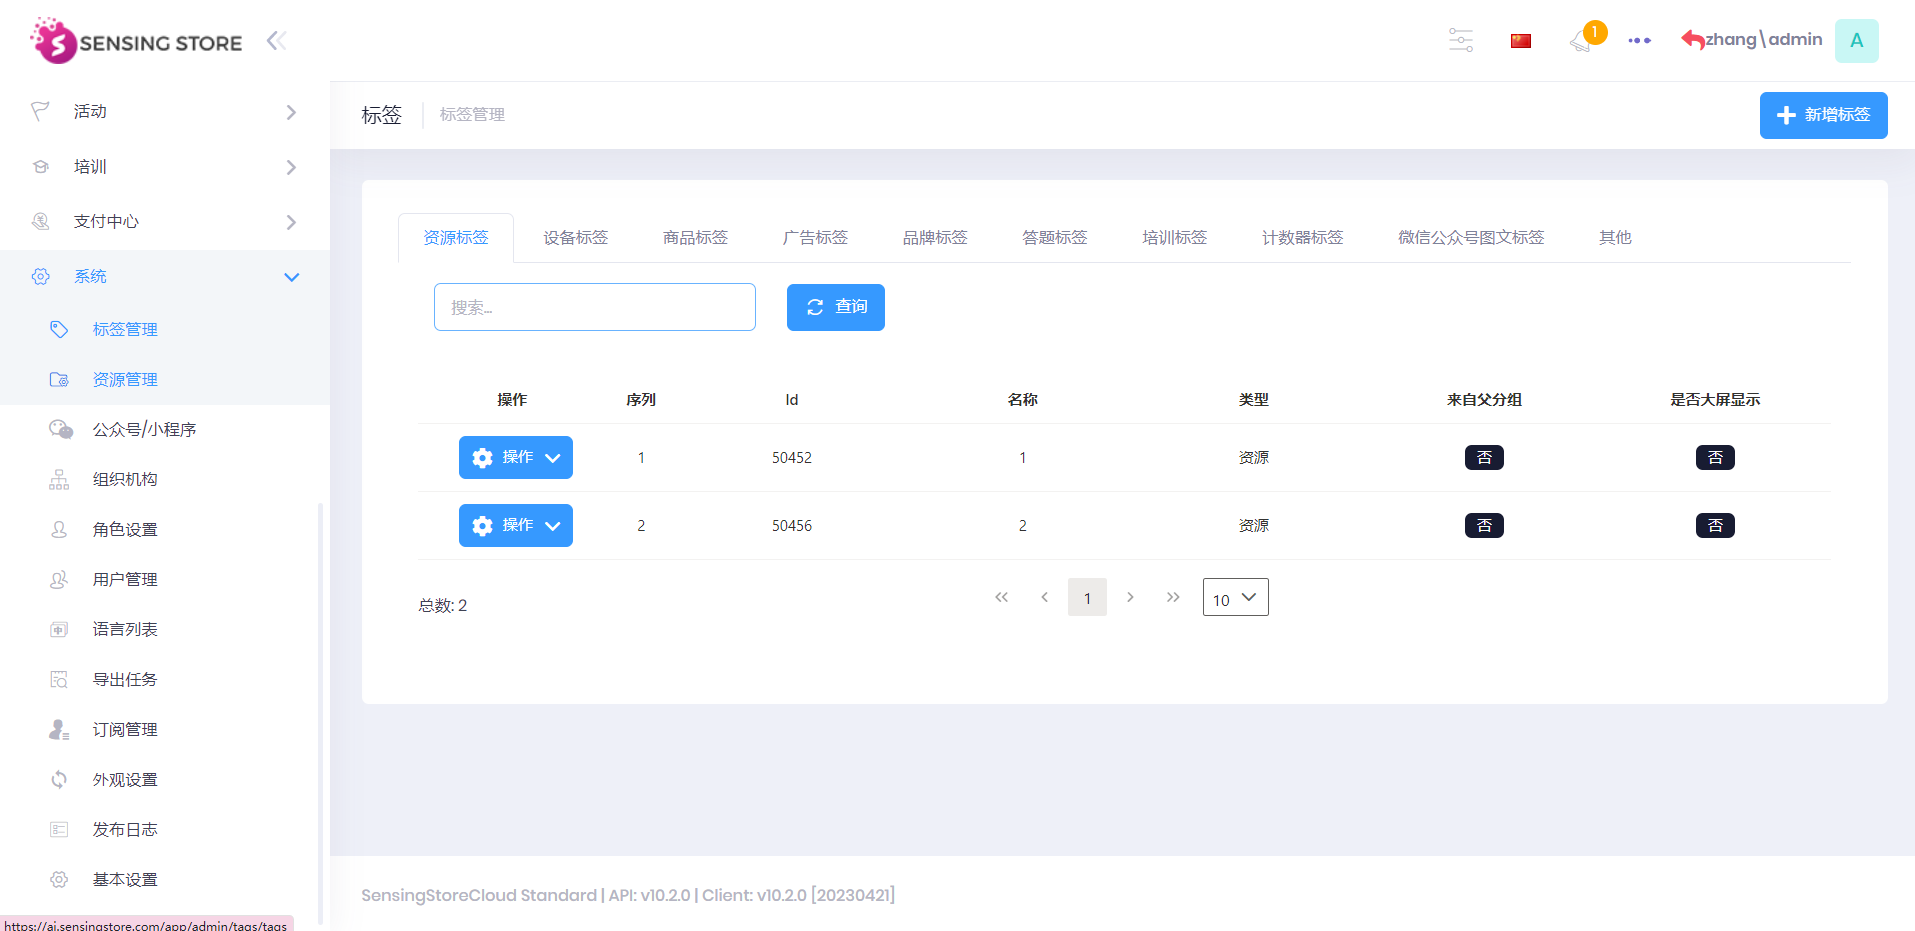 SENSING STORE
1
zhang\admin
A
活动
培训
支付中心
系统
标签管理
资源管理
公众号/小程序
组织机构
角色设置
用户管理
语言列表
导出任务
订阅管理
外观设置
发布日志
基本设置
标签 标签管理
新增标签
资源标签 设备标签 商品标签 广告标签 品牌标签 答题标签 培训标签 计数器标签 微信公众号图文标签 其他
搜索...
查询
操作 序列 Id 名称 类型 来自父分组 是否大屏显示
操作 1 50452 1 资源 否 否
操作 2 50456 2 资源 否 否
总数: 2
1
10
SensingStoreCloud Standard | API: v10.2.0 | Client: v10.2.0 [20230421]
https://ai.sensingstore.com/app/admin/tags/tags